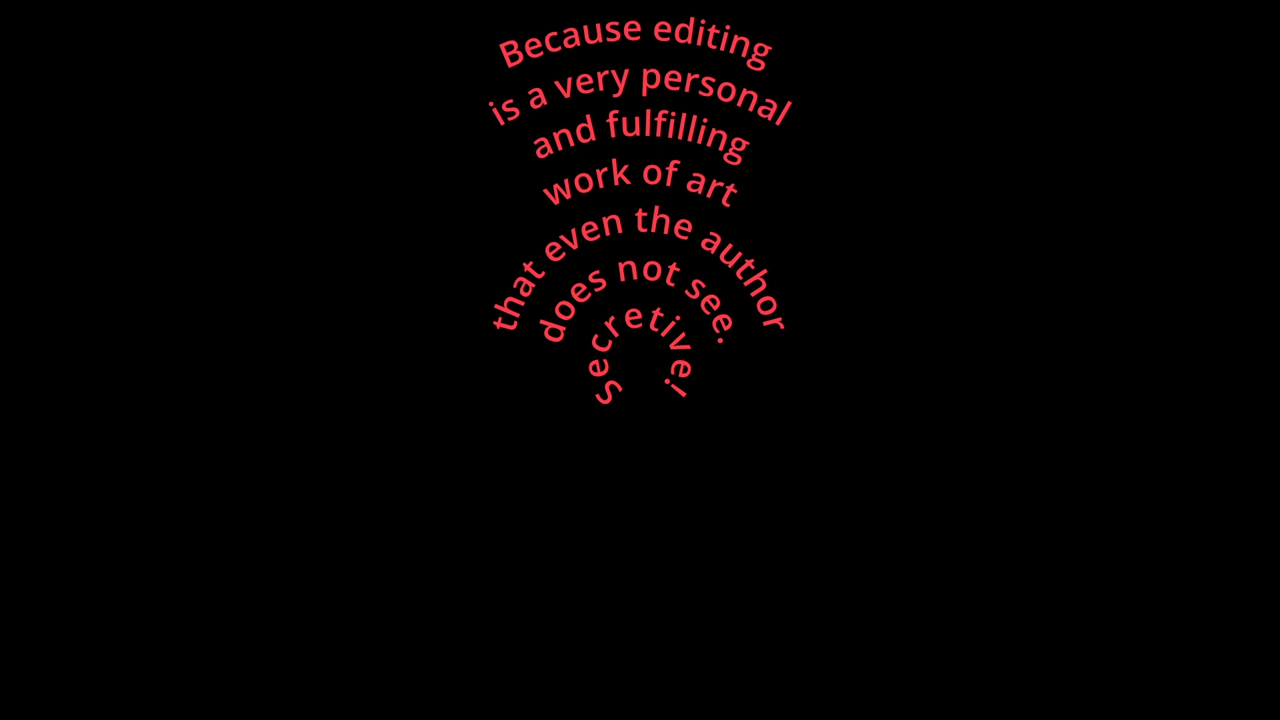 Because editing
is a very personal
and fulfilling
work of art
that even the author
does not see.
Secretive!